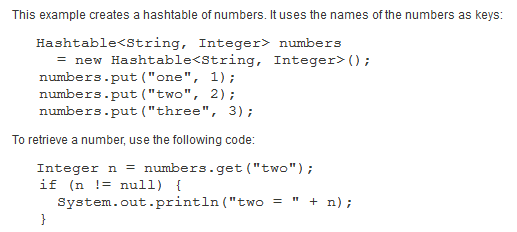 This example creates a hashtable of numbers. It uses the names of the numbers as keys:
Hashtable<String, Integer> numbers
= new Hashtable<String, Integer>();
numbers.put("one", 1);
numbers.put("two", 2);
numbers.put("three", 3);
To retrieve a number, use the following code:
Integer n = numbers.get("two");
if (n != null) {
System.out.println("two = " + n);
}